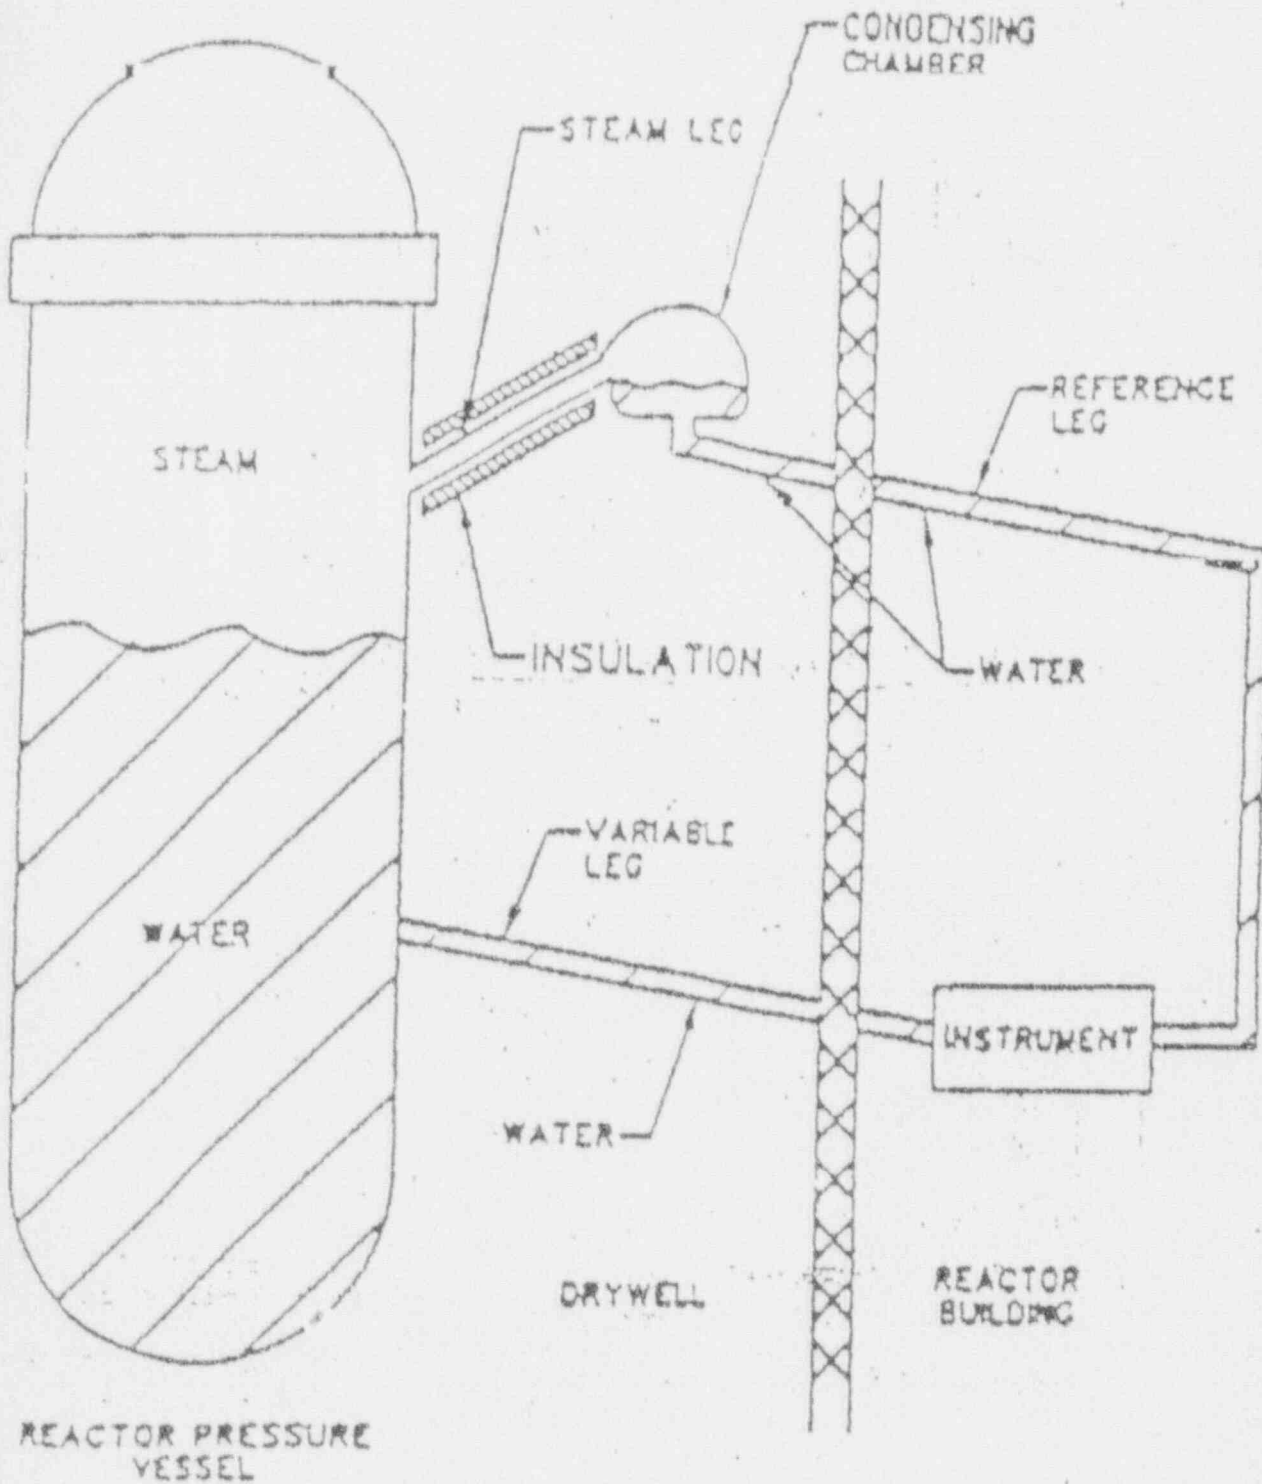 CONDENSING
CHAMBER
STEAM LEG
REFERENCE
LEG
STEAM
INSULATION
WATER
VARIABLE
LEG
WATER
INSTRUMENT
WATER
DRYWELL
REACTOR
BUILDING
REACTOR PRESSURE
VESSEL